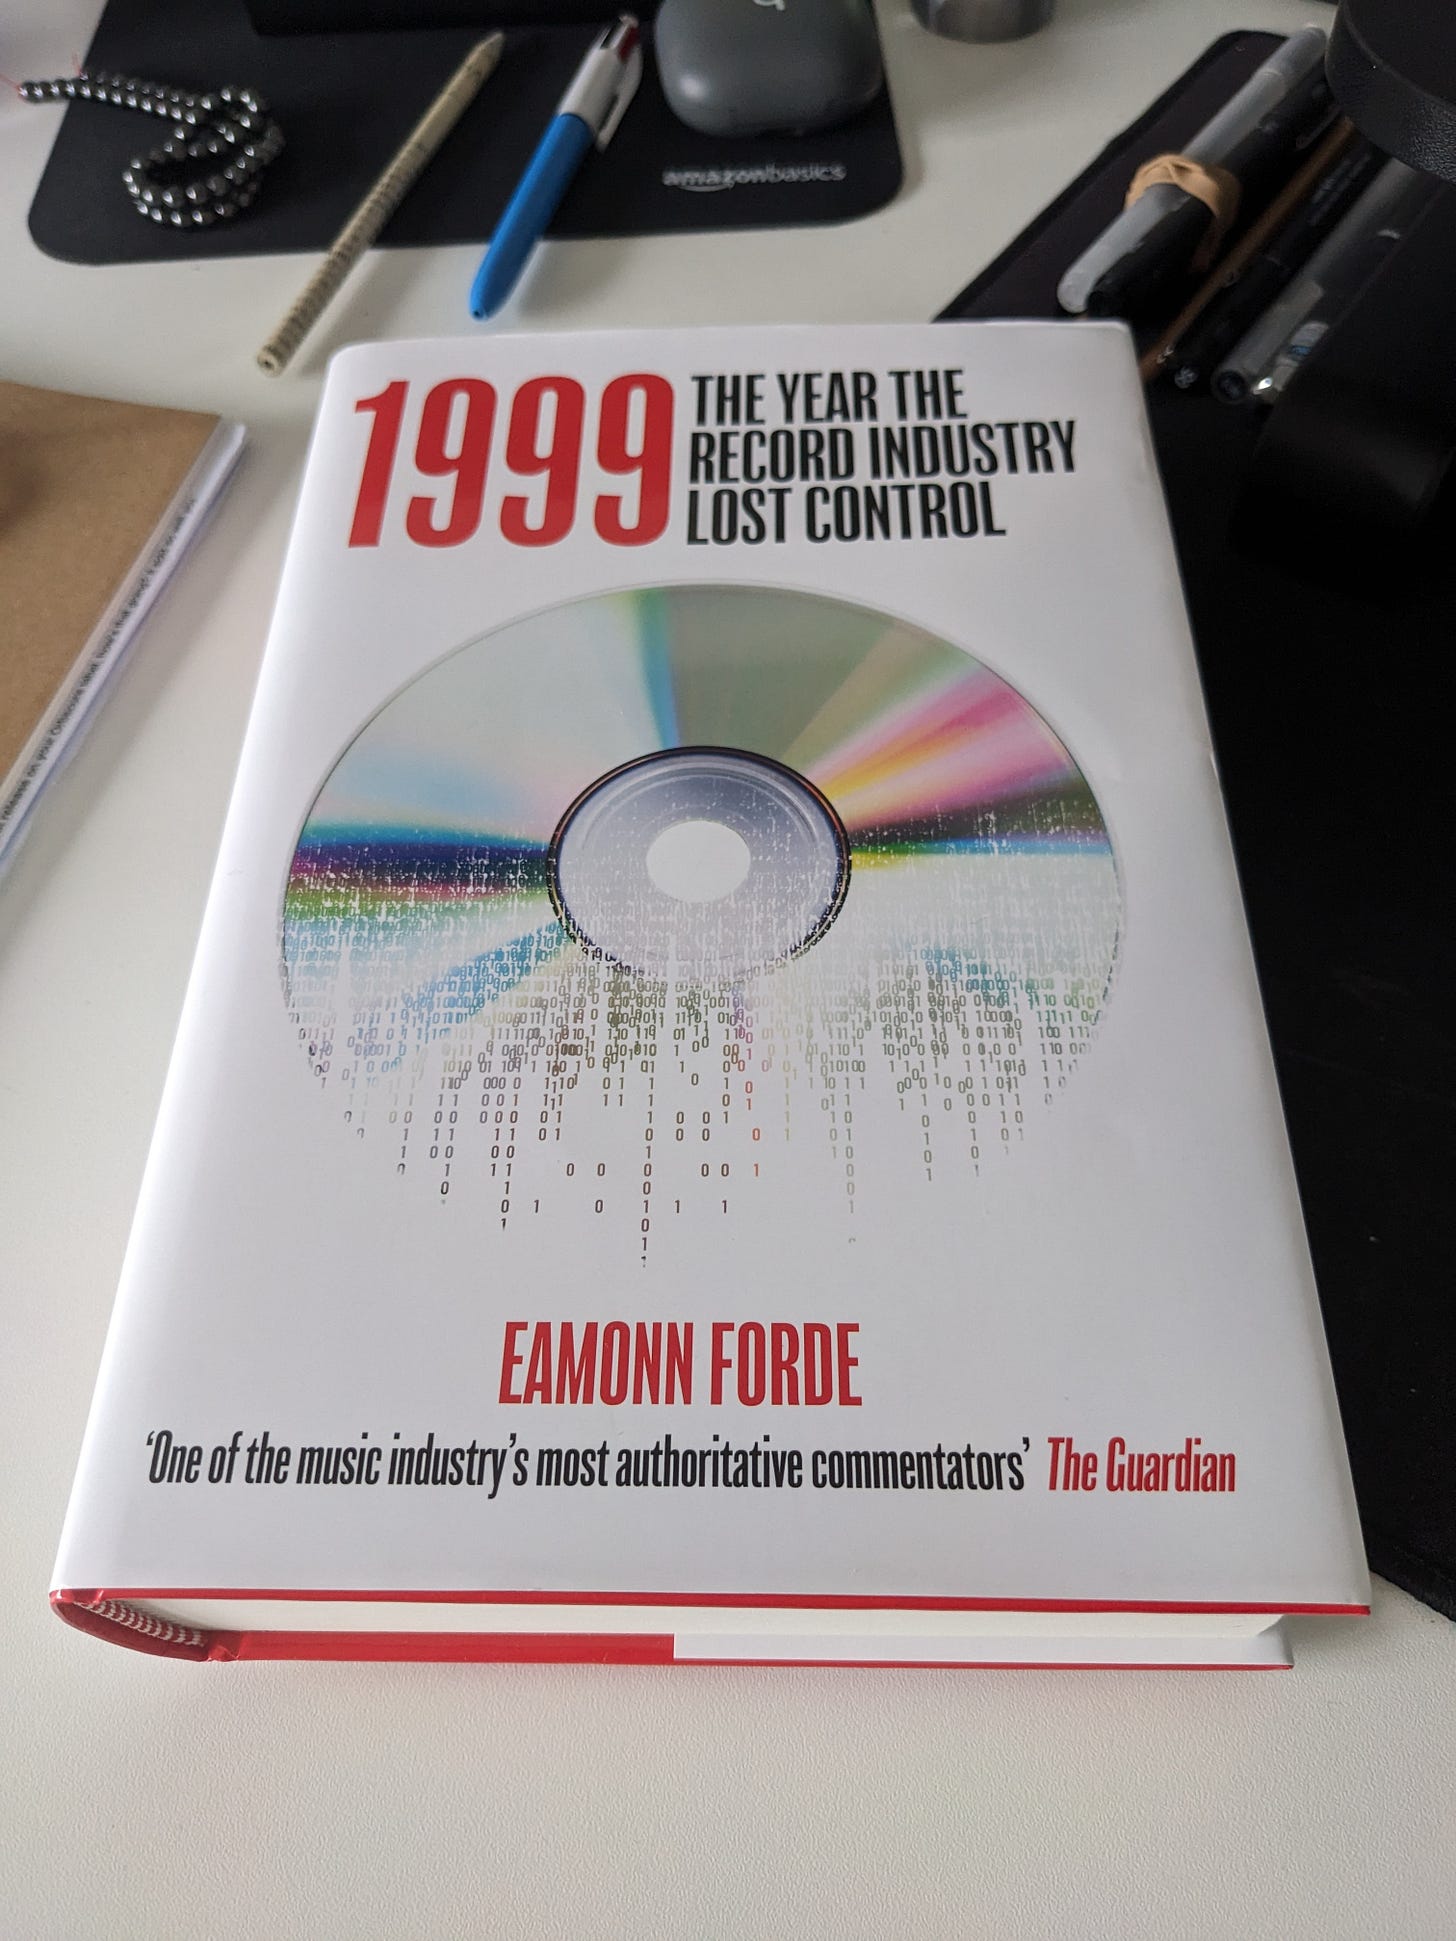 amazonbasics
1999
THE YEAR THE
RECORD INDUSTRY
LOST CONTROL
EAMONN FORDE
'One of the music industry's most authoritative commentators' The Guardian